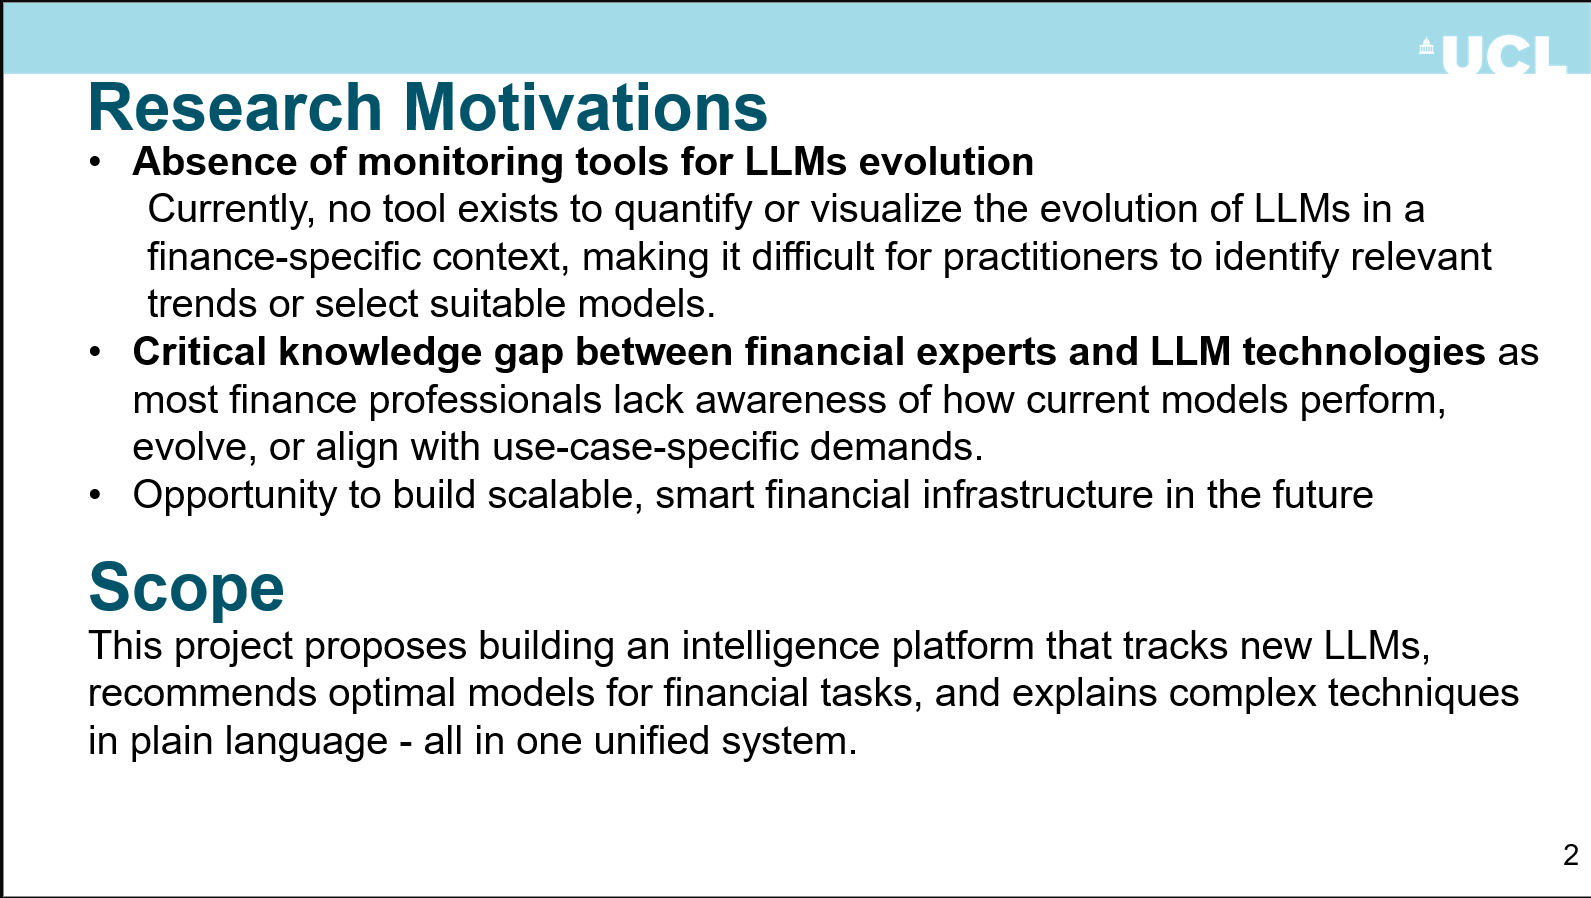 UCL
Research Motivations
• Absence of monitoring tools for LLMs evolution
Currently, no tool exists to quantify or visualize the evolution of LLMs in a
finance-specific context, making it difficult for practitioners to identify relevant
trends or select suitable models.
• Critical knowledge gap between financial experts and LLM technologies as
most finance professionals lack awareness of how current models perform,
evolve, or align with use-case-specific demands.
• Opportunity to build scalable, smart financial infrastructure in the future
Scope
This project proposes building an intelligence platform that tracks new LLMs,
recommends optimal models for financial tasks, and explains complex techniques
in plain language - all in one unified system.
2